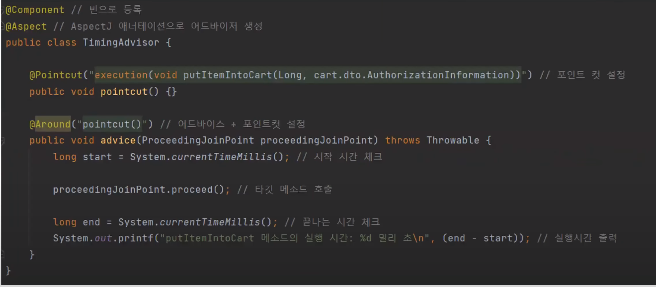 @Component // 빈으로 등록
@Aspect // AspectJ 애너테이션으로 어드바이저 생성
public class TimingAdvisor {
@Pointcut("execution(void putItemIntoCart(Long, cart.dto.AuthorizationInformation))") // 포인트 컷 설정
public void pointcut() {}
@Around("pointcut()") // 어드바이스 + 포인트컷 설정
public void advice(ProceedingJoinPoint proceedingJoinPoint) throws Throwable {
long start = System.currentTimeMillis(); // 시작 시간 체크
proceedingJoinPoint.proceed(); // 타깃 메소드 호출
long end = System.currentTimeMillis(); // 끝나는 시간 체크
System.out.printf("putItemIntoCart 메소드의 실행 시간: %d 밀리 초\n", (end - start)); // 실행시간 출력
}
}